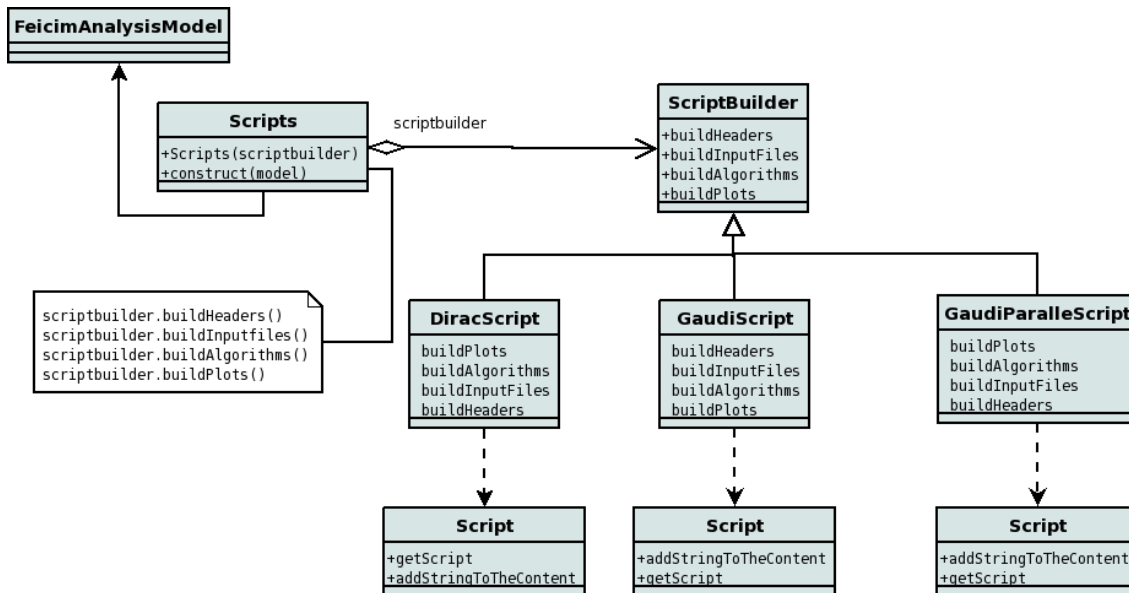 FeicimAnalysisModel
Scripts
+Scripts(scriptbuilder)
+construct(model)
scriptbuilder
ScriptBuilder
+buildHeaders
+buildInputFiles
+buildAlgorithms
+buildPlots
scriptbuilder.buildHeaders()
scriptbuilder.buildInputfiles()
scriptbuilder.buildAlgorithms()
scriptbuilder.buildPlots()
DiracScript
buildPlots
buildAlgorithms
buildInputFiles
buildHeaders
GaudiScript
buildHeaders
buildInputFiles
buildAlgorithms
buildPlots
GaudiParalleScript
buildPlots
buildAlgorithms
buildInputFiles
buildHeaders
Script
+getScript
+addStringToTheContent
Script
+addStringToTheContent
+getScript
Script
+addStringToTheContent
+getScript